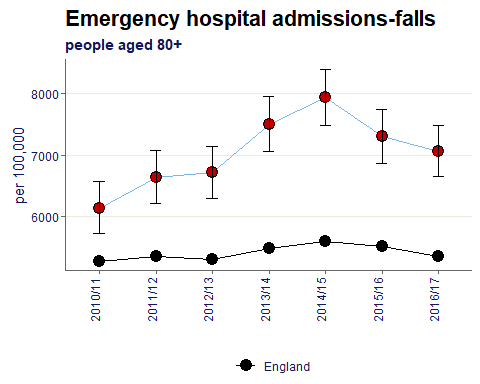 Emergency hospital admissions-falls
people aged 80+
per 100,000
8000
7000
6000
2010/11
2011/12
2012/13
2013/14
2014/15
2015/16
2016/17
England